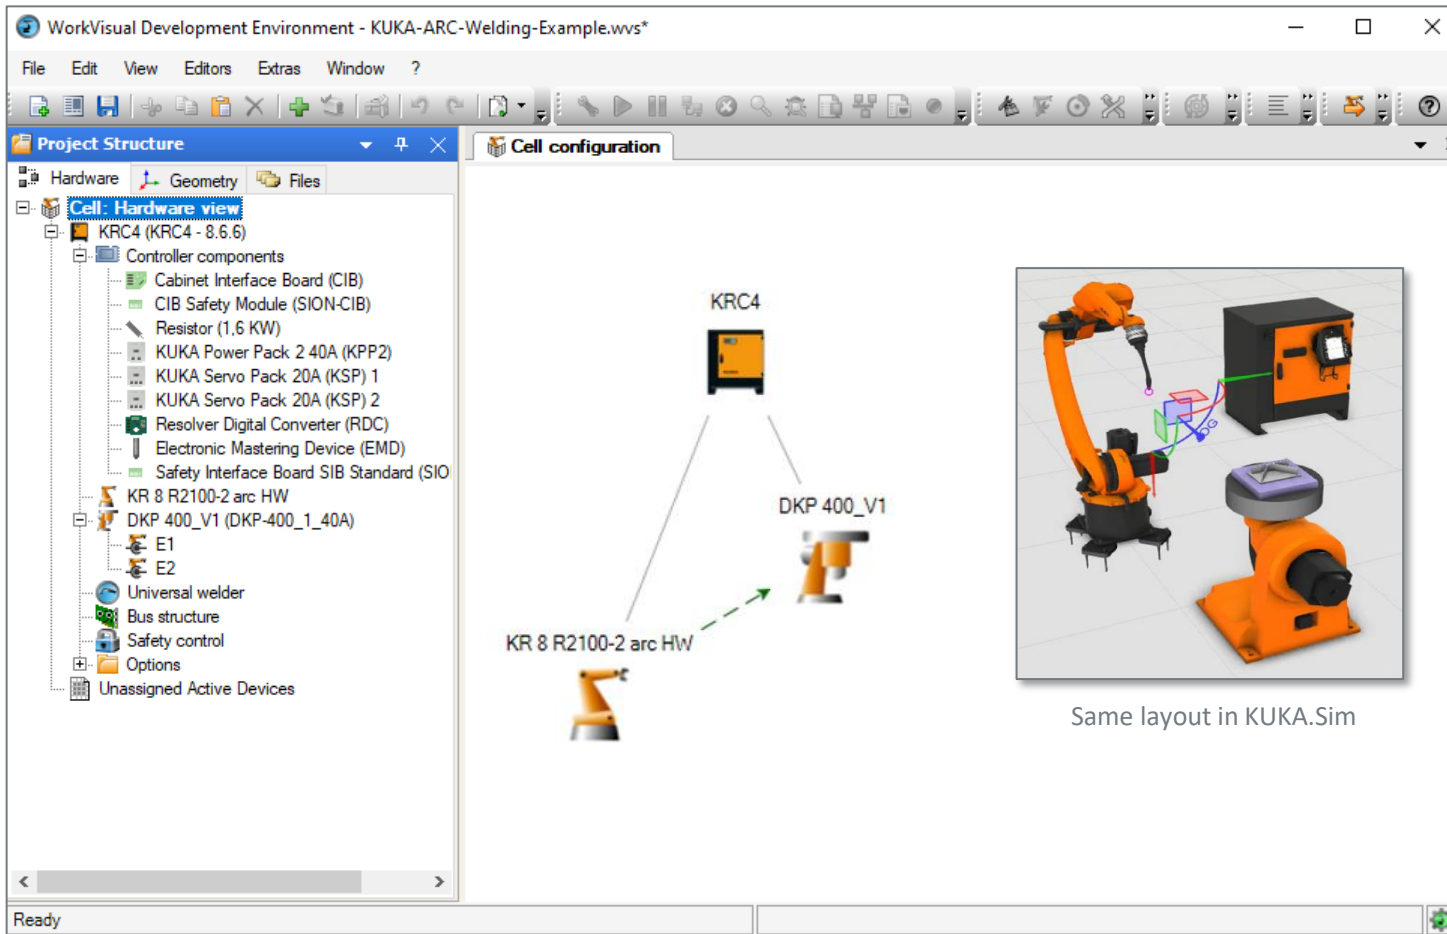 WorkVisual Development Environment - KUKA-ARC-Welding-Example.wvs*
File Edit View Editors Extras Window ?
Project Structure
Cell configuration
Hardware Geometry Files
Cell: Hardware view
KRC4 (KRC4 - 8.6.6)
Controller components
Cabinet Interface Board (CIB)
CIB Safety Module (SION-CIB)
Resistor (1,6 KW)
KUKA Power Pack 2 40A (KPP2)
KUKA Servo Pack 20A (KSP) 1
KUKA Servo Pack 20A (KSP) 2
Resolver Digital Converter (RDC)
Electronic Mastering Device (EMD)
Safety Interface Board SIB Standard (SIO
KR 8 R2100-2 arc HW
DKP 400_V1 (DKP-400_1_40A)
E1
E2
Universal welder
Bus structure
Safety control
Options
Unassigned Active Devices
KRC4
DKP 400_V1
KR 8 R2100-2 arc HW
Same layout in KUKA.Sim
Ready